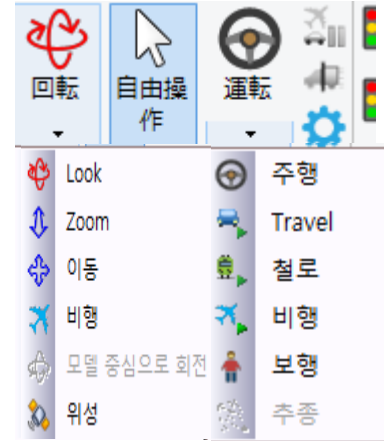 回転
自由操
作
運転
Look
Zoom
이동
비행
모델 중심으로 회전
위성
주행
Travel
철로
비행
보행
추종